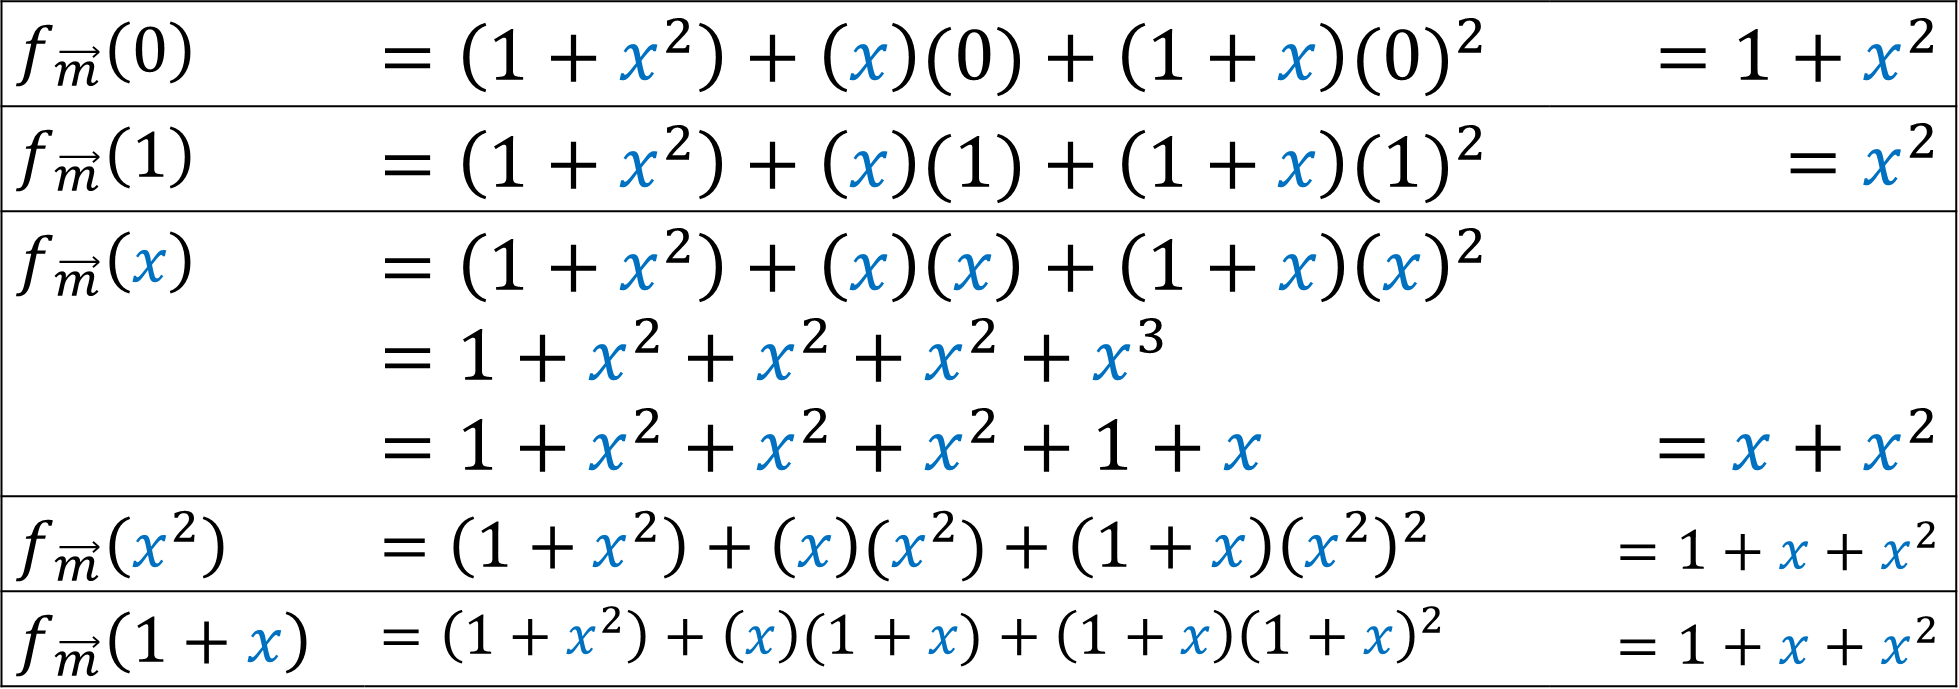 f_m⃗(0) = (1 + x²) + (x)(0) + (1 + x)(0)² = 1 + x²
f_m⃗(1) = (1 + x²) + (x)(1) + (1 + x)(1)² = x²
f_m⃗(x) = (1 + x²) + (x)(x) + (1 + x)(x)²
= 1 + x² + x² + x² + x³
= 1 + x² + x² + x² + 1 + x = x + x²
f_m⃗(x²) = (1 + x²) + (x)(x²) + (1 + x)(x²)² = 1 + x + x²
f_m⃗(1 + x) = (1 + x²) + (x)(1 + x) + (1 + x)(1 + x)² = 1 + x + x²